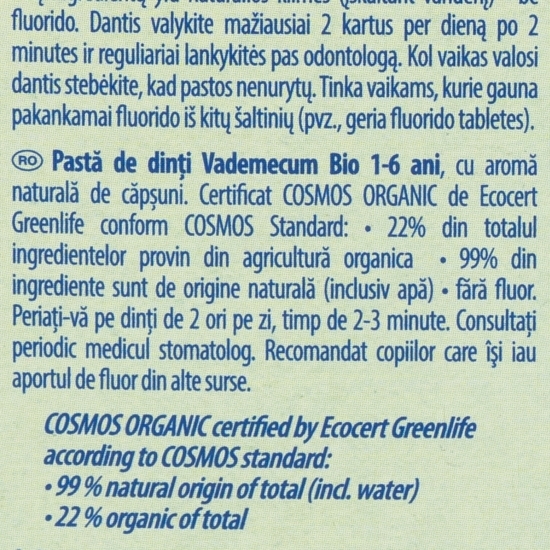 fluorido. Dantis valykite mažiausiai 2 kartus per dieną po 2
minutes ir reguliariai lankykitės pas odontologą. Kol vaikas valosi
dantis stebėkite, kad pastos nenurytų. Tinka vaikams, kurie gauna
pakankamai fluorido iš kitų šaltinių (pvz., geria fluorido tabletes).
RO Pastă de dinți Vademecum Bio 1-6 ani, cu aromă
naturală de căpșuni. Certificat COSMOS ORGANIC de Ecocert
Greenlife conform COSMOS Standard: • 22% din totalul
ingredientelor provin din agricultură organica • 99% din
ingrediente sunt de origine naturală (inclusiv apă) • fără fluor.
Periați-vă pe dinți de 2 ori pe zi, timp de 2-3 minute. Consultați
periodic medicul stomatolog. Recomandat copiilor care își iau
aportul de fluor din alte surse.
COSMOS ORGANIC certified by Ecocert Greenlife
according to COSMOS standard:
• 99 % natural origin of total (incl. water)
• 22 % organic of total